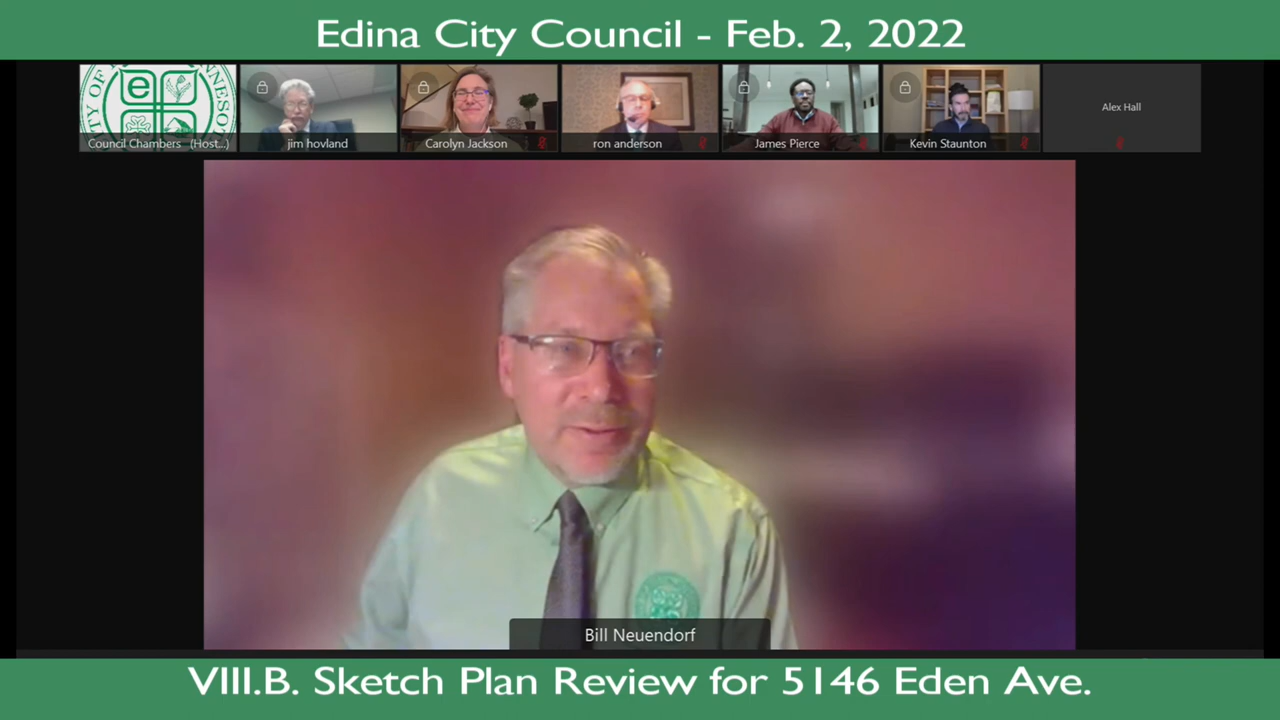 Edina City Council - Feb. 2, 2022
Council Chambers (Host...)
jim hovland
Carolyn Jackson
ron anderson
James Pierce
Kevin Staunton
Alex Hall
Bill Neuendorf
VIII.B. Sketch Plan Review for 5146 Eden Ave.